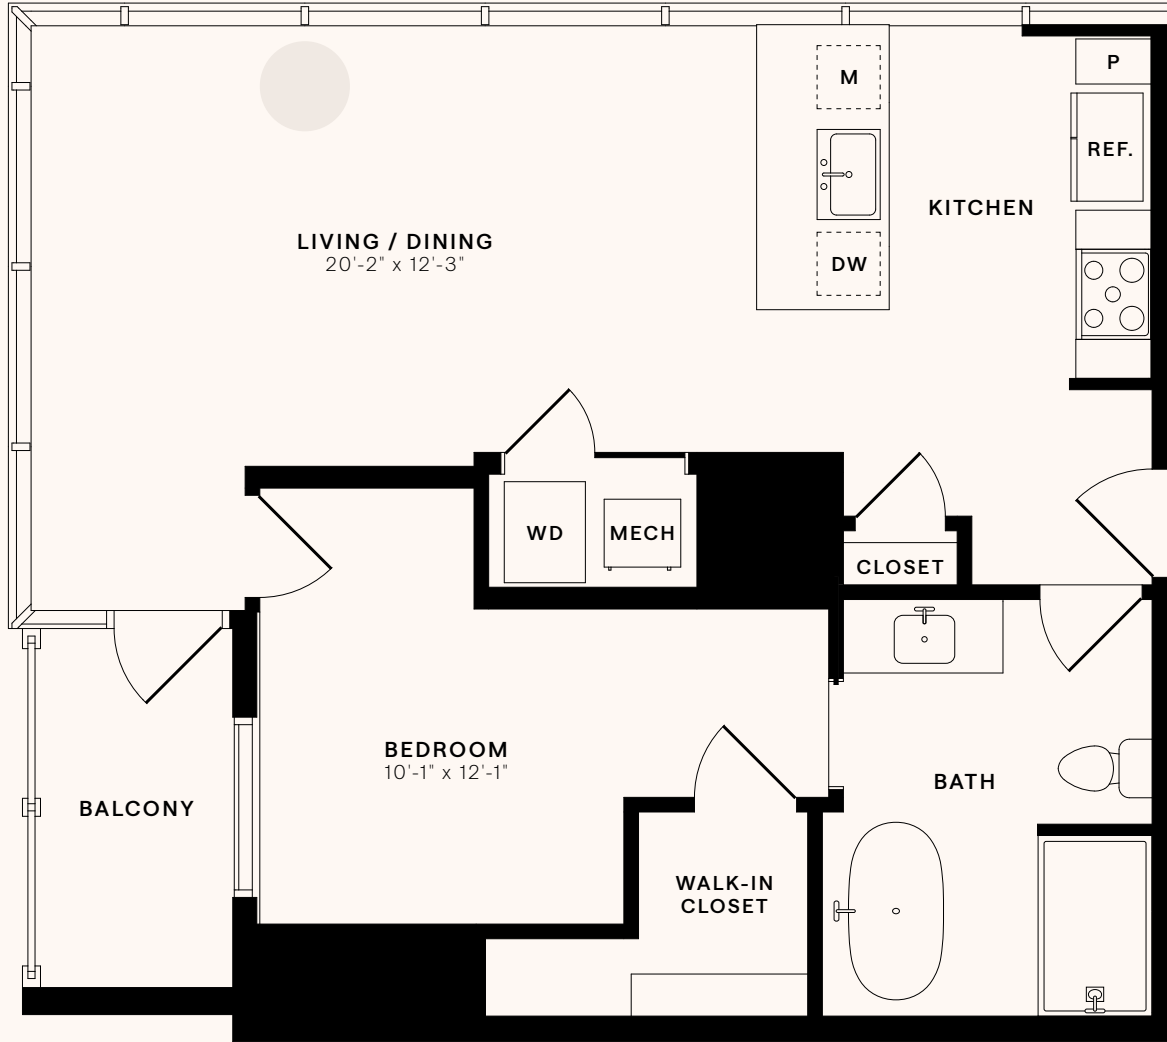 P
M
REF.
KITCHEN
LIVING / DINING
20'-2" x 12'-3"
DW
WD
MECH
CLOSET
BEDROOM
10'-1" x 12'-1"
BATH
BALCONY
WALK-IN
CLOSET